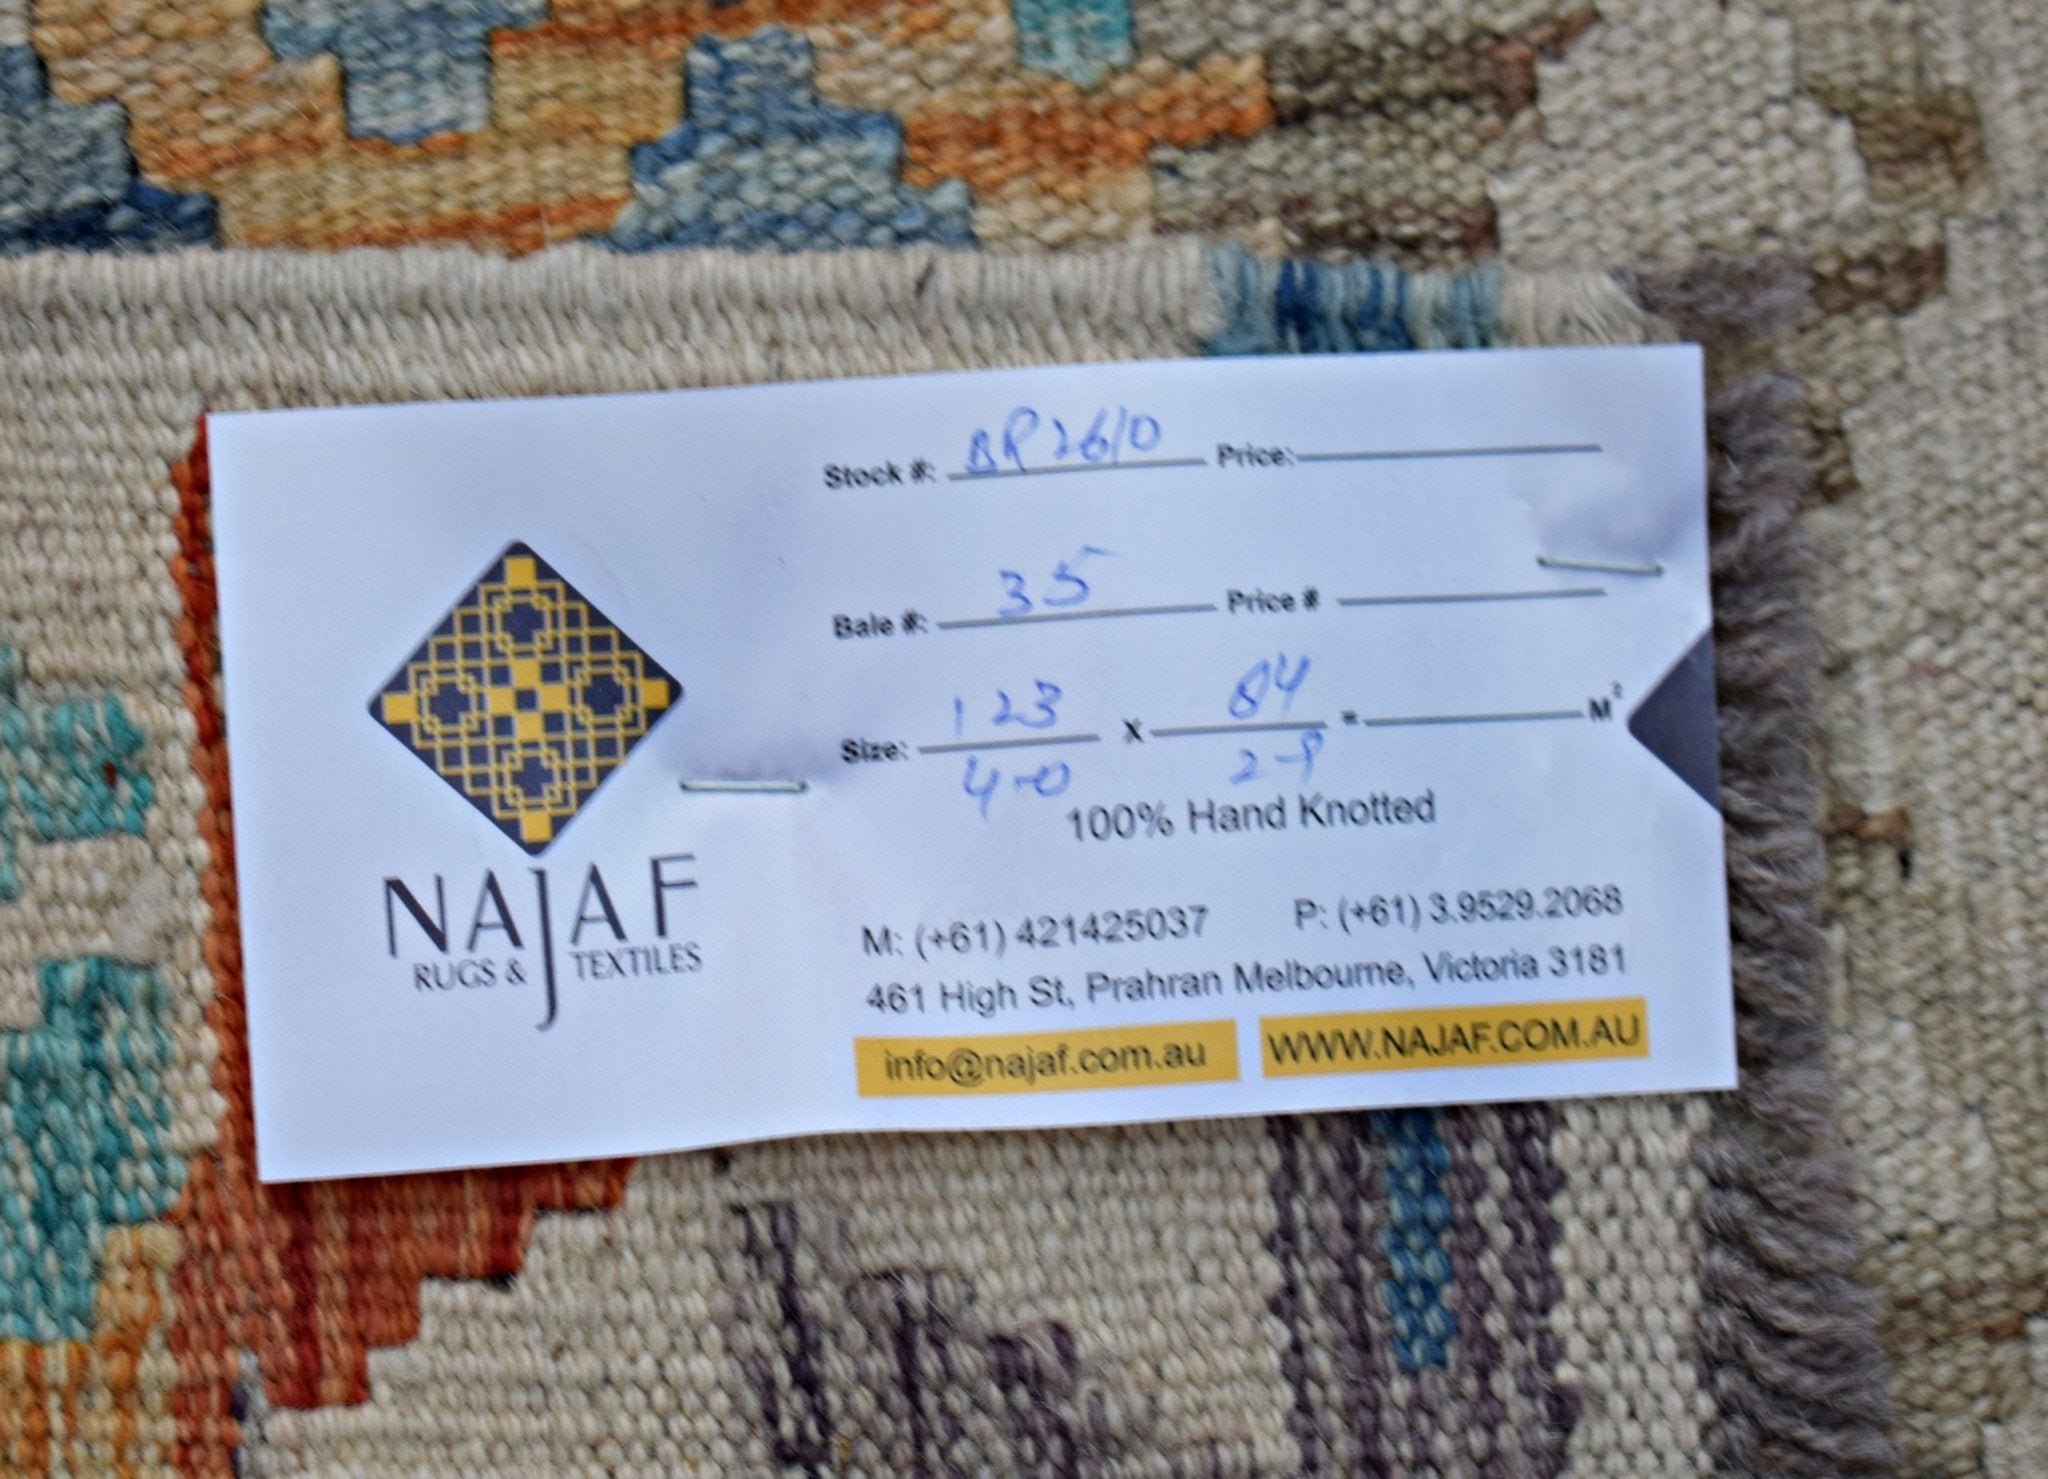 Stock #: BR2610 Price:
Bale #: 35 Price #
Size: 123 X 84 = M²
4-0 2-9
100% Hand Knotted
NAJAF
RUGS & TEXTILES
M: (+61) 421425037 P: (+61) 3.9529.2068
461 High St, Prahran Melbourne, Victoria 3181
info@najaf.com.au WWW.NAJAF.COM.AU